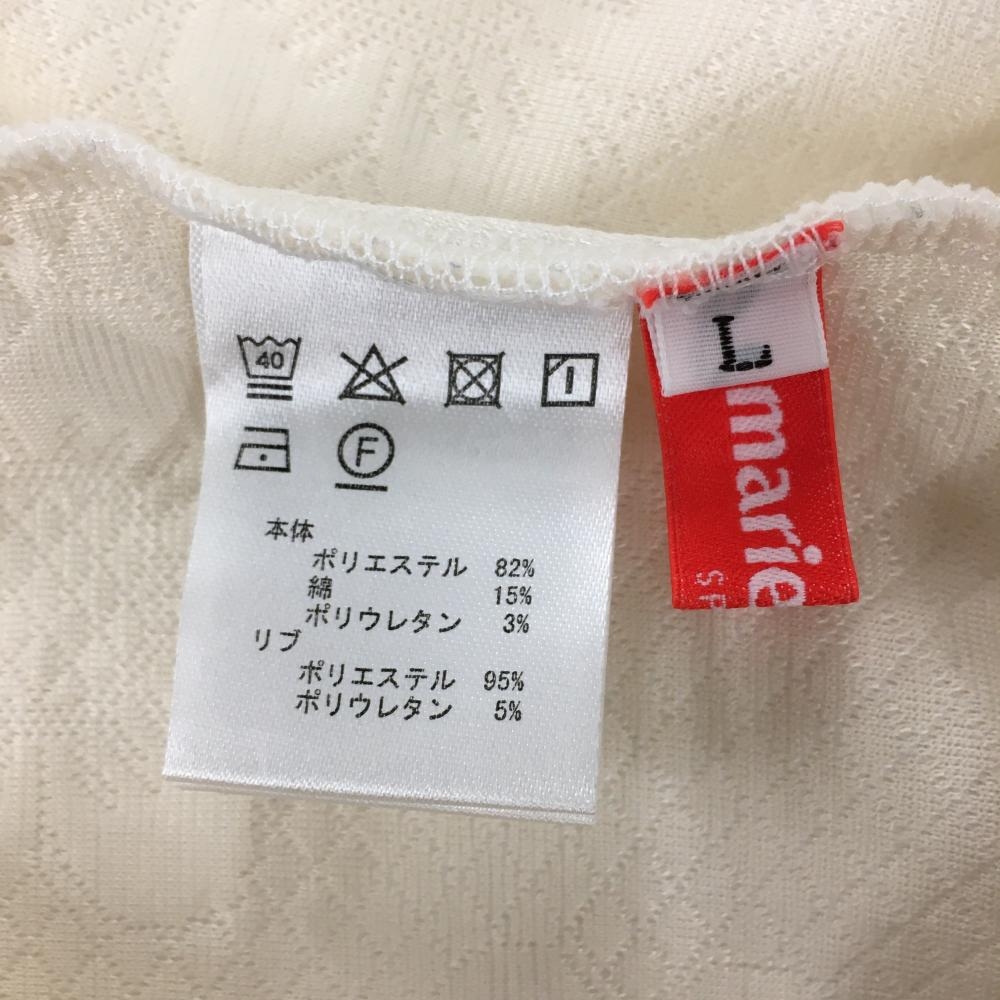 40
F
本体
ポリエステル 82%
綿 15%
ポリウレタン 3%
リブ
ポリエステル 95%
ポリウレタン 5%
L
marie